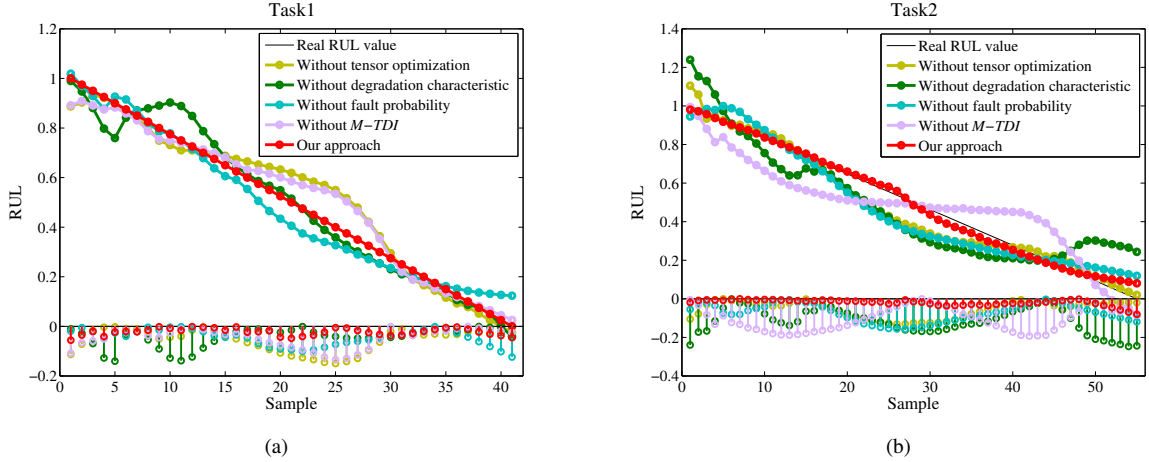 Task1
1.2
1
0.8
0.6
0.4
0.2
0
−0.2
RUL
0
5
10
15
20
25
30
35
40
Sample
Real RUL value
Without tensor optimization
Without degradation characteristic
Without fault probability
Without M−TDI
Our approach
(a)
Task2
1.4
1.2
1
0.8
0.6
0.4
0.2
0
−0.2
−0.4
RUL
0
10
20
30
40
50
Sample
Real RUL value
Without tensor optimization
Without degradation characteristic
Without fault probability
Without M−TDI
Our approach
(b)